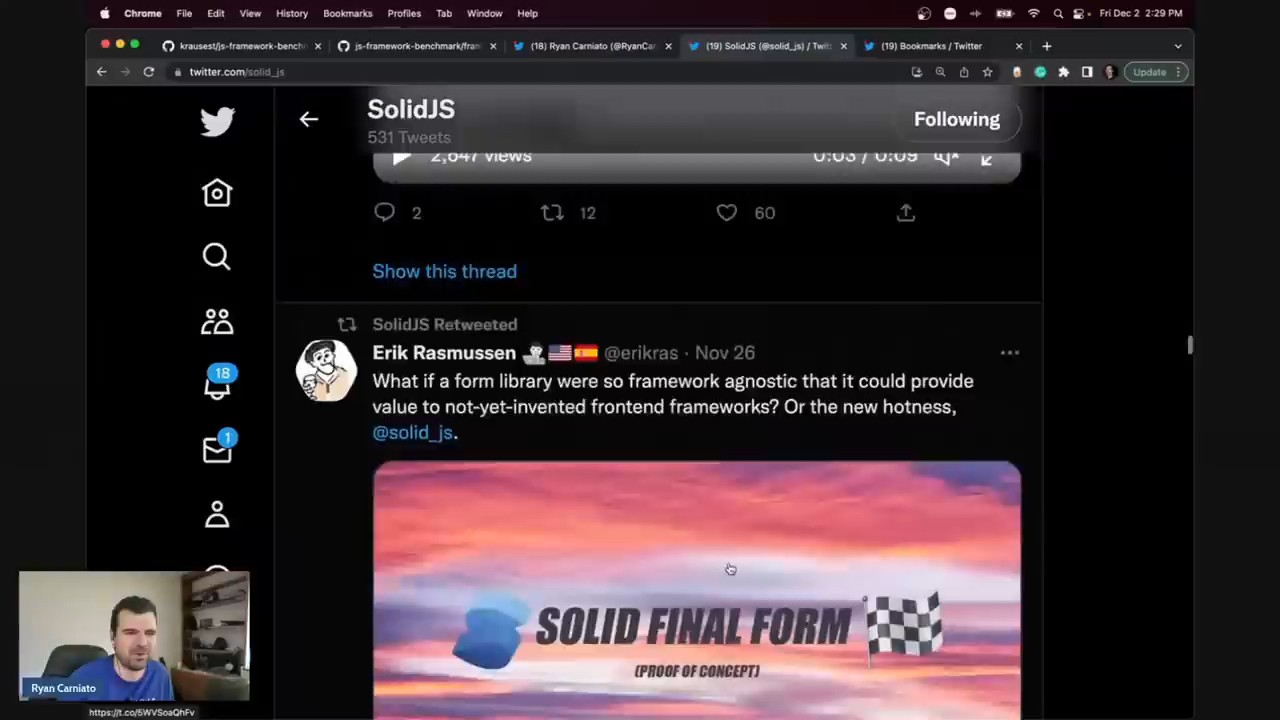 Chrome File Edit View History Bookmarks Profiles Tab Window Help Fri Dec 2 2:29 PM
krausest/js-framework-bench
js-framework-benchmark/fram
(18) Ryan Carniato (@RyanCar
(19) SolidJS (@solid_js) / Twit
(19) Bookmarks / Twitter
twitter.com/solid_js
Update
SolidJS
531 Tweets
Following
2,647 views
0:03 / 0:09
2 12 60
Show this thread
SolidJS Retweeted
Erik Rasmussen @erikras · Nov 26
What if a form library were so framework agnostic that it could provide
value to not-yet-invented frontend frameworks? Or the new hotness,
@solid_js.
SOLID FINAL FORM
(PROOF OF CONCEPT)
18
1
Ryan Carniato
https://t.co/5WVSoaQhFv